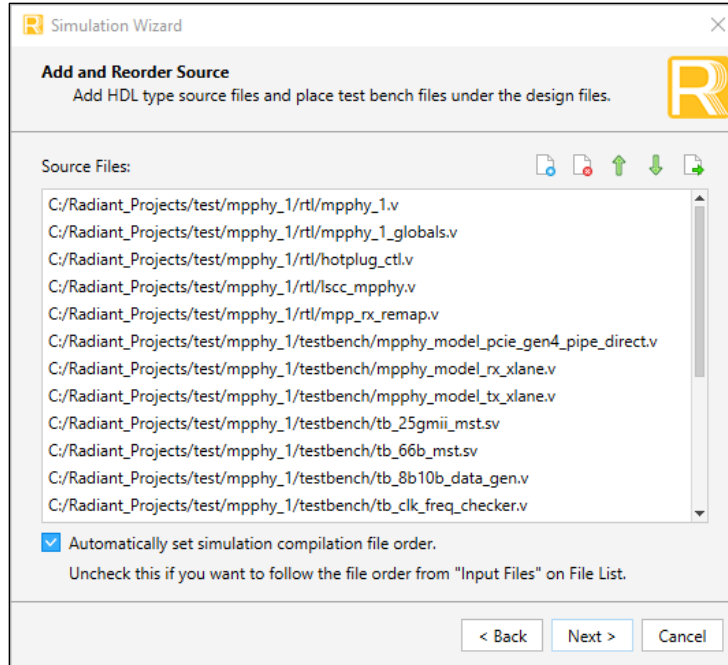 Simulation Wizard
Add and Reorder Source
Add HDL type source files and place test bench files under the design files.
Source Files:
C:/Radiant_Projects/test/mpphy_1/rtl/mpphy_1.v
C:/Radiant_Projects/test/mpphy_1/rtl/mpphy_1_globals.v
C:/Radiant_Projects/test/mpphy_1/rtl/hotplug_ctl.v
C:/Radiant_Projects/test/mpphy_1/rtl/lscc_mpphy.v
C:/Radiant_Projects/test/mpphy_1/rtl/mpp_rx_remap.v
C:/Radiant_Projects/test/mpphy_1/testbench/mpphy_model_pcie_gen4_pipe_direct.v
C:/Radiant_Projects/test/mpphy_1/testbench/mpphy_model_rx_xlane.v
C:/Radiant_Projects/test/mpphy_1/testbench/mpphy_model_tx_xlane.v
C:/Radiant_Projects/test/mpphy_1/testbench/tb_25gmii_mst.sv
C:/Radiant_Projects/test/mpphy_1/testbench/tb_66b_mst.sv
C:/Radiant_Projects/test/mpphy_1/testbench/tb_8b10b_data_gen.v
C:/Radiant_Projects/test/mpphy_1/testbench/tb_clk_freq_checker.v
Automatically set simulation compilation file order.
Uncheck this if you want to follow the file order from "Input Files" on File List.
< Back Next > Cancel